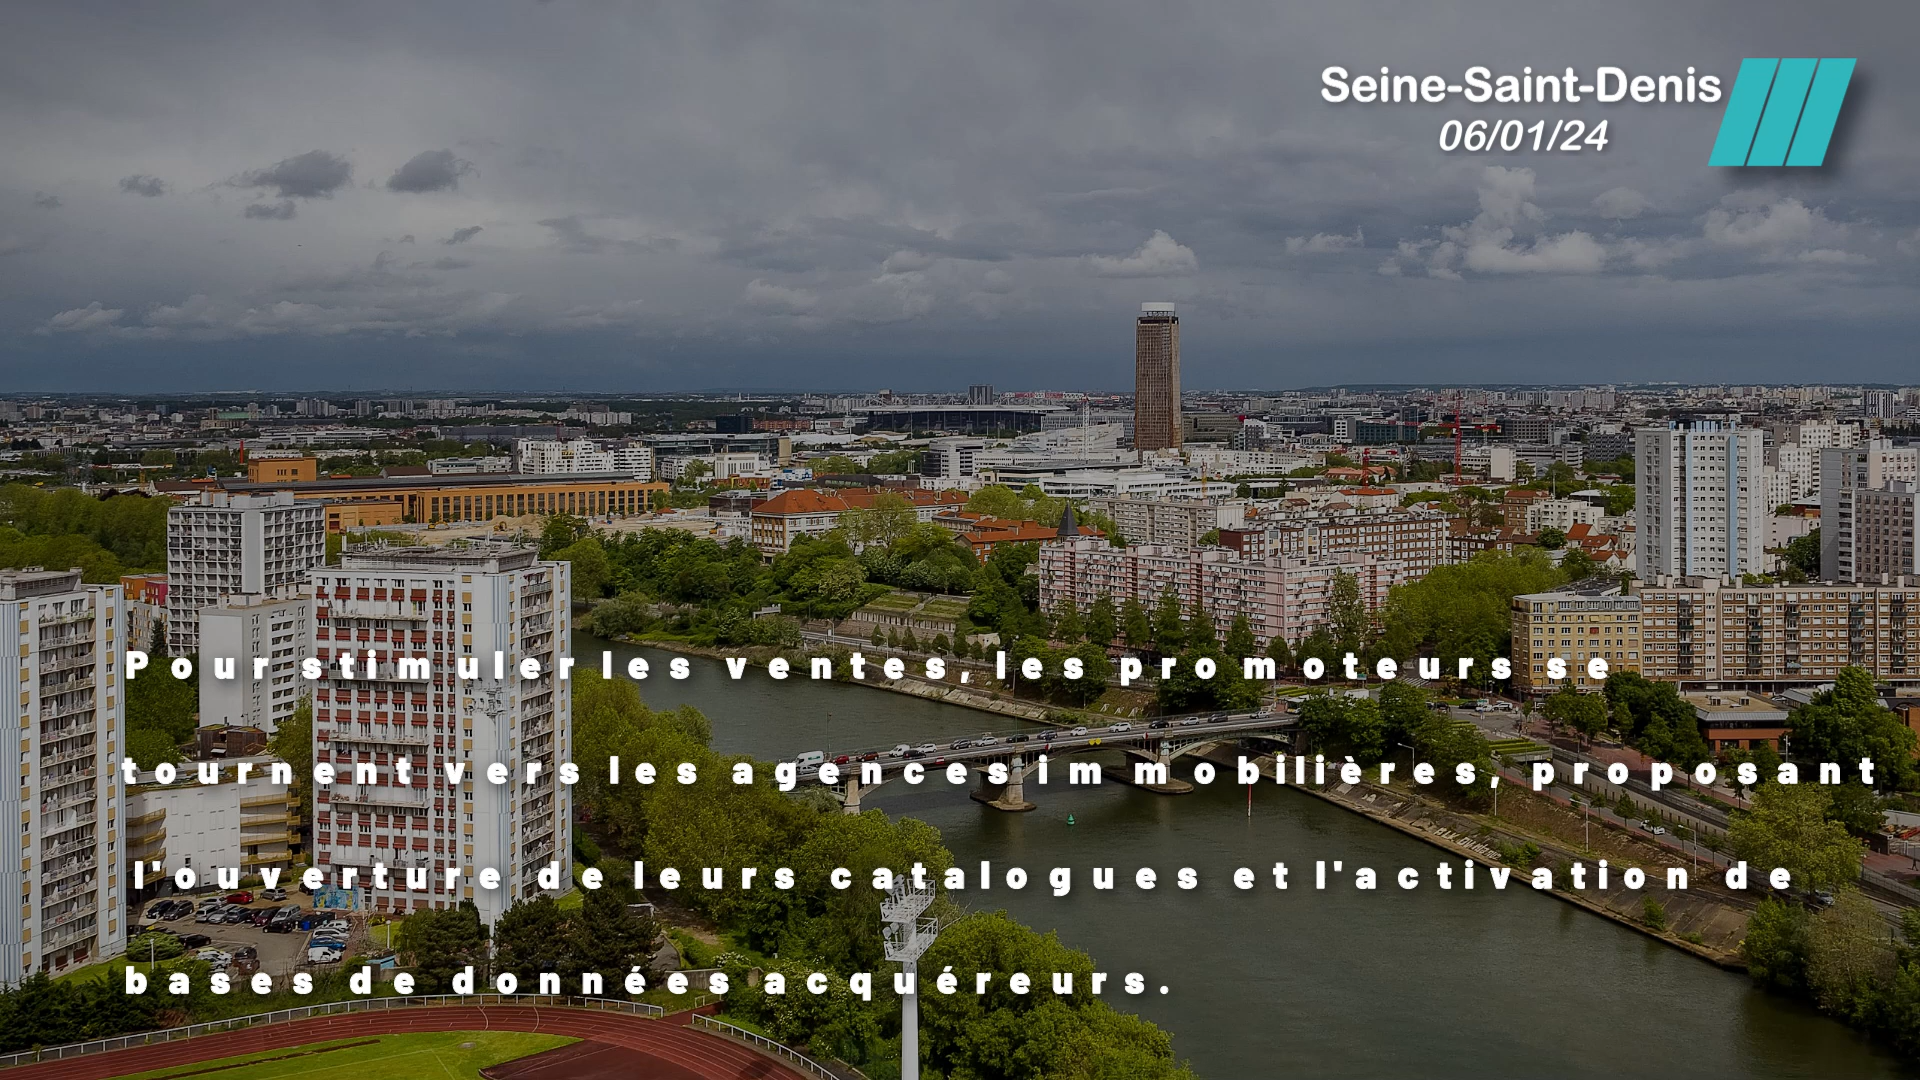 Seine-Saint-Denis
06/01/24
Pour stimuler les ventes, les promoteurs se
tournent vers les agences immobilières, proposant
l'ouverture de leurs catalogues et l'activation de
bases de données acquéreurs.